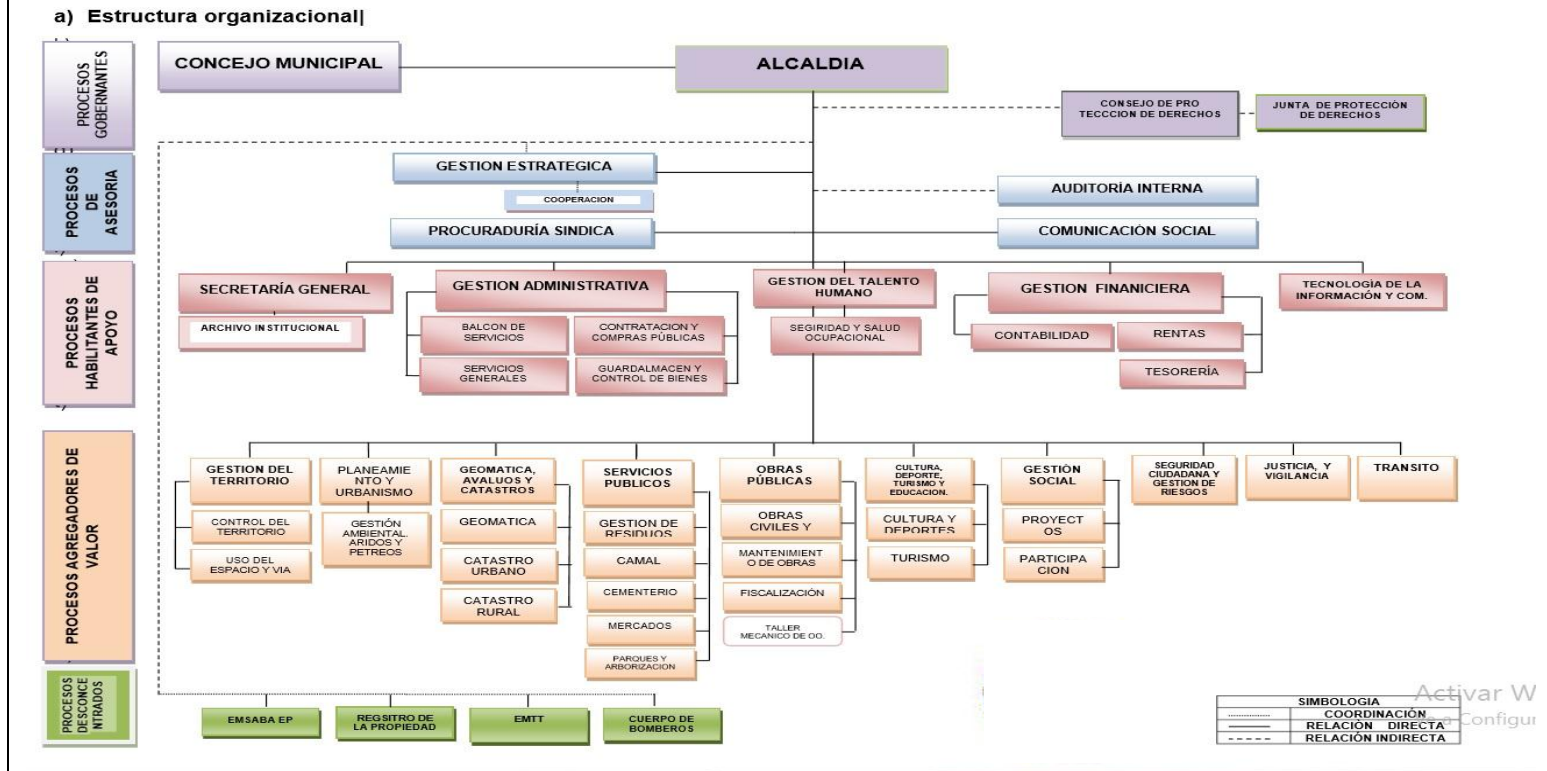 a) Estructura organizacional
PROCESOS
GOBERNANTES
CONCEJO MUNICIPAL
ALCALDIA
CONSEJO DE PRO
TECCCION DE DERECHOS
JUNTA DE PROTECCIÓN
DE DERECHOS
PROCESOS
DE
ASESORIA
GESTION ESTRATEGICA
COOPERACION
AUDITORÍA INTERNA
PROCURADURÍA SINDICA
COMUNICACIÓN SOCIAL
PROCESOS
HABILITANTES DE
APOYO
SECRETARÍA GENERAL
ARCHIVO INSTITUCIONAL
GESTION ADMINISTRATIVA
BALCON DE
SERVICIOS
CONTRATACION Y
COMPRAS PÚBLICAS
SERVICIOS
GENERALES
GUARDALMACEN Y
CONTROL DE BIENES
GESTION DEL TALENTO
HUMANO
SEGIRIDAD Y SALUD
OCUPACIONAL
GESTION FINANICIERA
CONTABILIDAD
RENTAS
TESORERÍA
TECNOLOGÍA DE LA
INFORMACIÓN Y COM.
PROCESOS AGREGADORES DE
VALOR
GESTION DEL
TERRITORIO
CONTROL DEL
TERRITORIO
USO DEL
ESPACIO Y VIA
PLANEAMIE
NTO Y
URBANISMO
GESTIÓN
AMBIENTAL.
ARIDOS Y
PETREOS
GEOMATICA,
AVALUOS Y
CATASTROS
GEOMATICA
CATASTRO
URBANO
CATASTRO
RURAL
SERVICIOS
PUBLICOS
GESTION DE
RESIDUOS
CAMAL
CEMENTERIO
MERCADOS
PARQUES Y
ARBORIZACION
OBRAS
PÚBLICAS
OBRAS
CIVILES Y
MANTENIMIENT
O DE OBRAS
FISCALIZACIÓN
TALLER
MECANICO DE OO.
CULTURA,
DEPORTE,
TURISMO Y
EDUCACION.
CULTURA Y
DEPORTES
TURISMO
GESTIÓN
SOCIAL
PROYECT
OS
PARTICIPA
CION
SEGURIDAD
CIUDADANA Y
GESTION DE
RIESGOS
JUSTICIA, Y
VIGILANCIA
TRANSITO
PROCESOS
DESCONCE
NTRADOS
EMSABA EP
REGSITRO DE
LA PROPIEDAD
EMTT
CUERPO DE
BOMBEROS
SIMBOLOGIA
COORDINACIÓN
RELACIÓN DIRECTA
RELACIÓN INDIRECTA
Activar W
a Configur